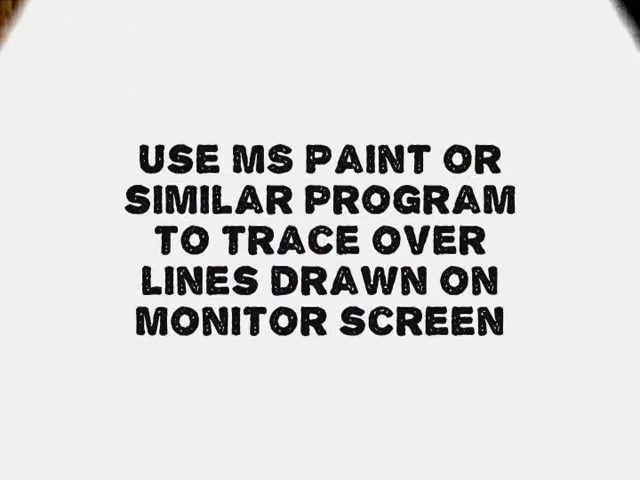 USE MS PAINT OR
SIMILAR PROGRAM
TO TRACE OVER
LINES DRAWN ON
MONITOR SCREEN